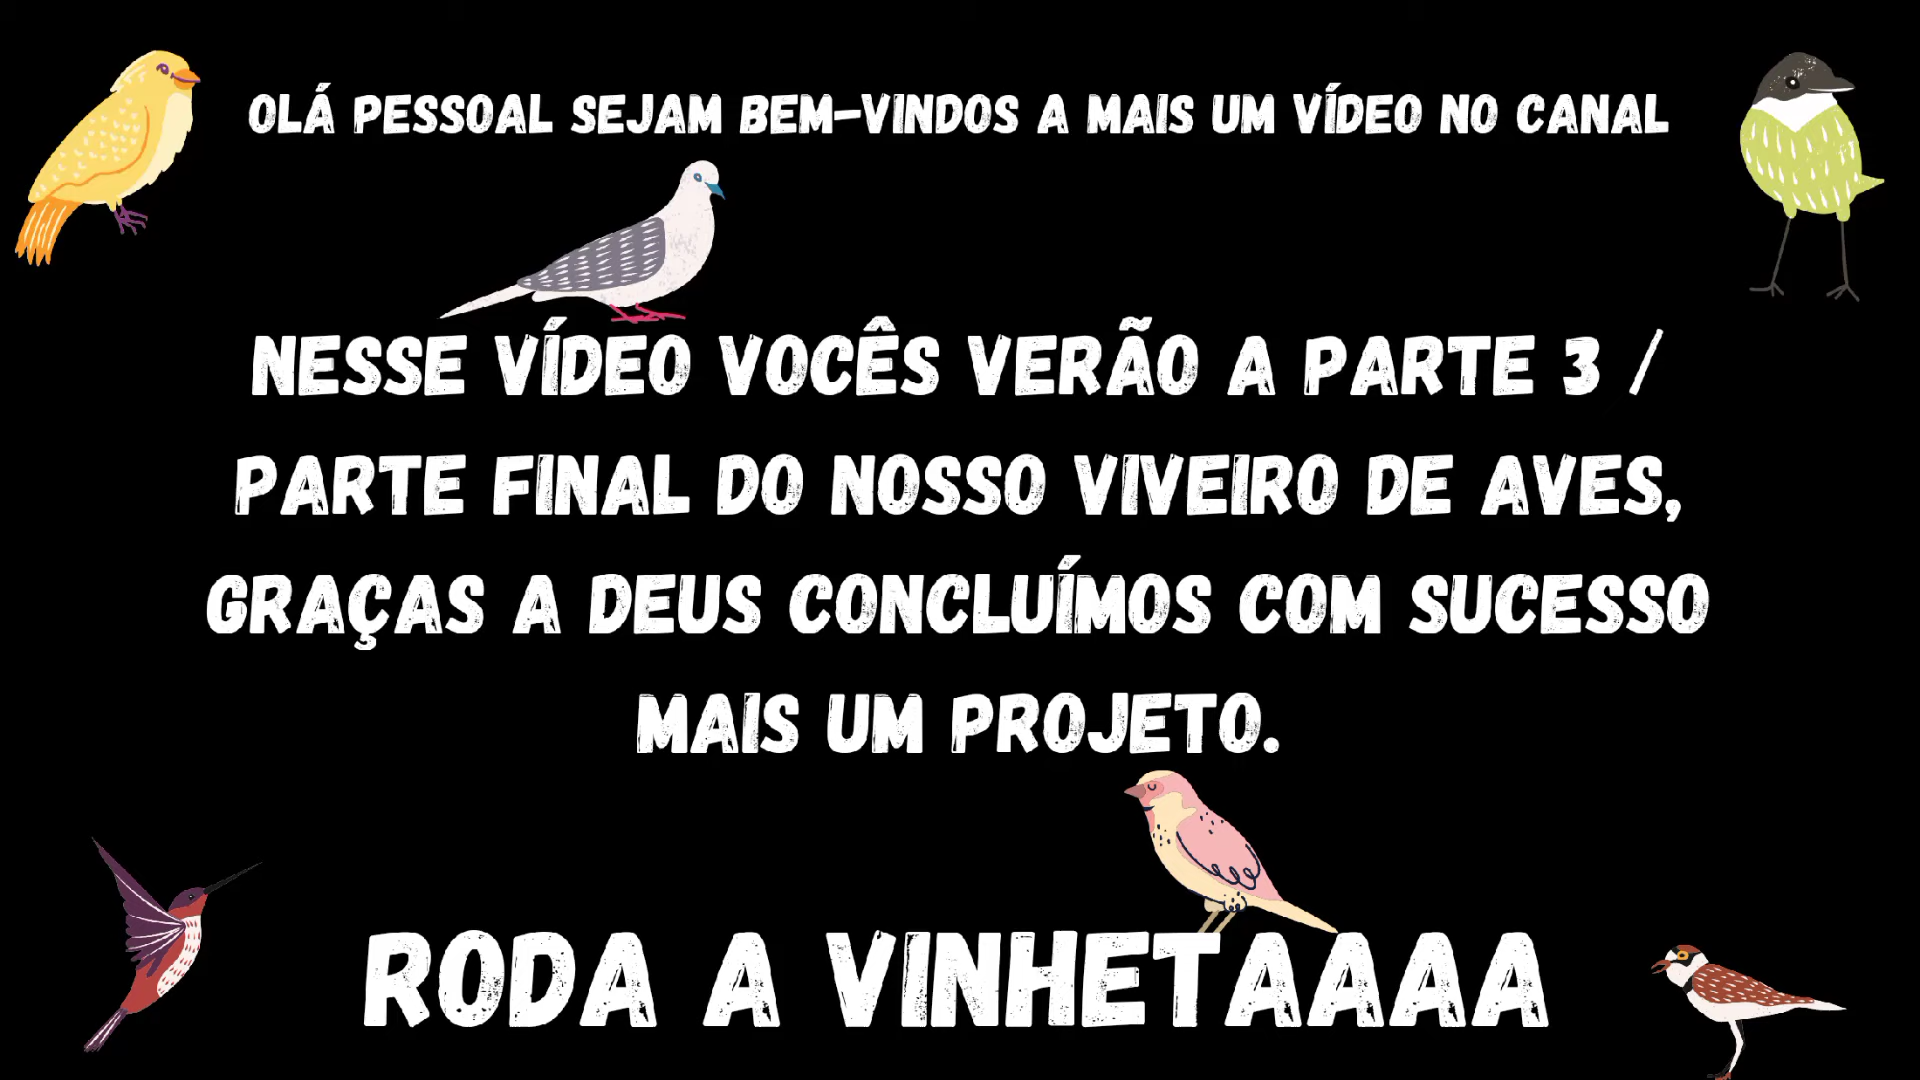 OLÁ PESSOAL SEJAM BEM-VINDOS A MAIS UM VÍDEO NO CANAL
NESSE VÍDEO VOCÊS VERÃO A PARTE 3 /
PARTE FINAL DO NOSSO VIVEIRO DE AVES,
GRAÇAS A DEUS CONCLUÍMOS COM SUCESSO
MAIS UM PROJETO.
RODA A VINHETAAAA